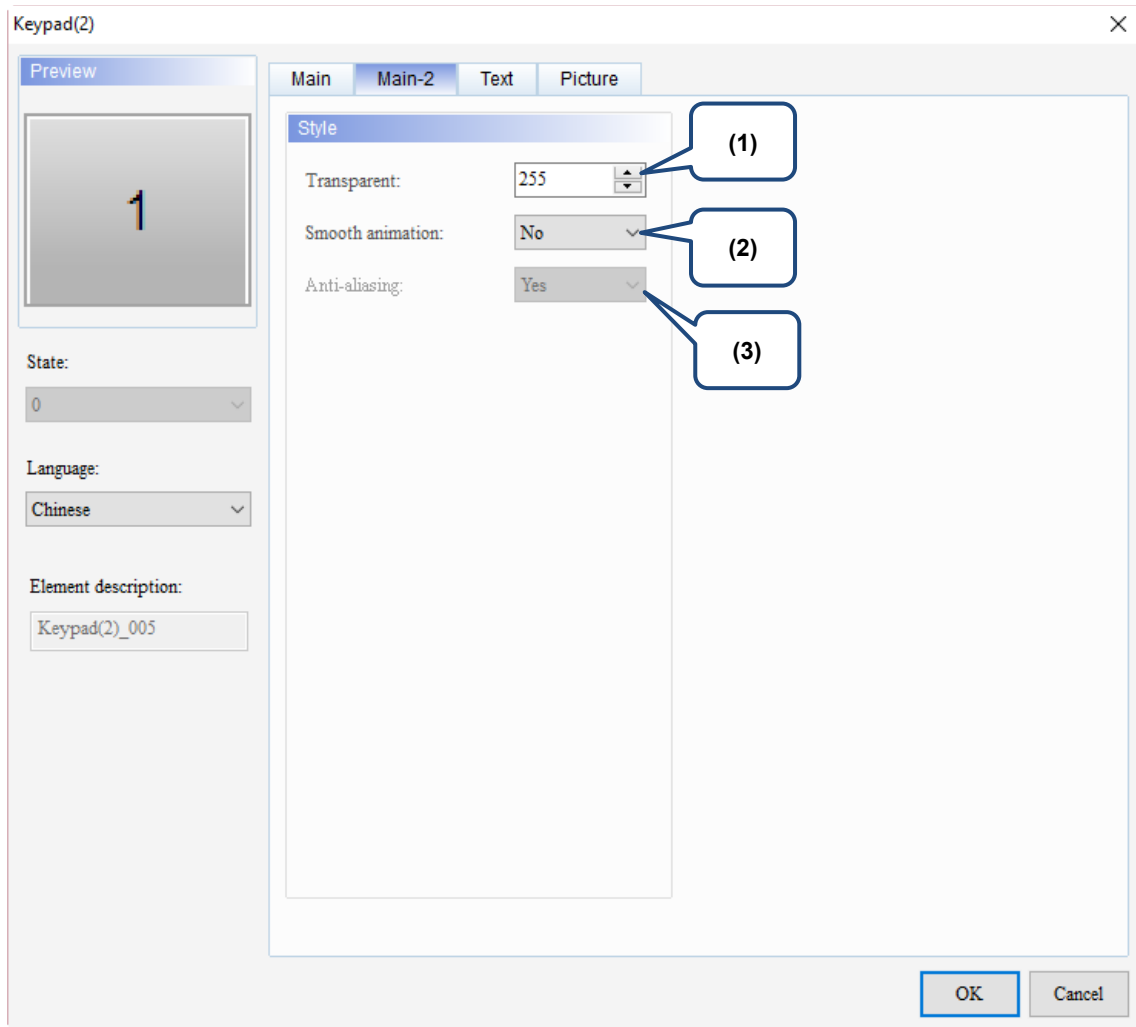 Keypad(2)
Preview
1
State:
0
Language:
Chinese
Element description:
Keypad(2)_005
Main Main-2 Text Picture
Style
Transparent: 255
Smooth animation: No
Anti-aliasing: Yes
(1)
(2)
(3)
OK Cancel